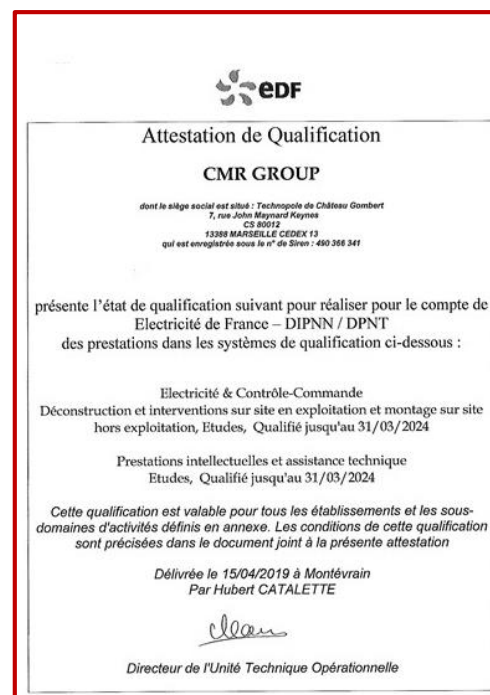 eDF
Attestation de Qualification
CMR GROUP
dont le siège social est situé : Technopole de Château Gombert
7, rue John Maynard Keynes
CS 80012
13388 MARSEILLE CEDEX 13
qui est enregistrée sous le n° de Siren : 490 366 341
présente l'état de qualification suivant pour réaliser pour le compte de
Electricité de France – DIPNN / DPNT
des prestations dans les systèmes de qualification ci-dessous :
Electricité & Contrôle-Commande
Déconstruction et interventions sur site en exploitation et montage sur site
hors exploitation, Etudes, Qualifié jusqu'au 31/03/2024
Prestations intellectuelles et assistance technique
Etudes, Qualifié jusqu'au 31/03/2024
Cette qualification est valable pour tous les établissements et les sous-
domaines d'activités définis en annexe. Les conditions de cette qualification
sont précisées dans le document joint à la présente attestation
Délivrée le 15/04/2019 à Montévrain
Par Hubert CATALETTE
Directeur de l'Unité Technique Opérationnelle